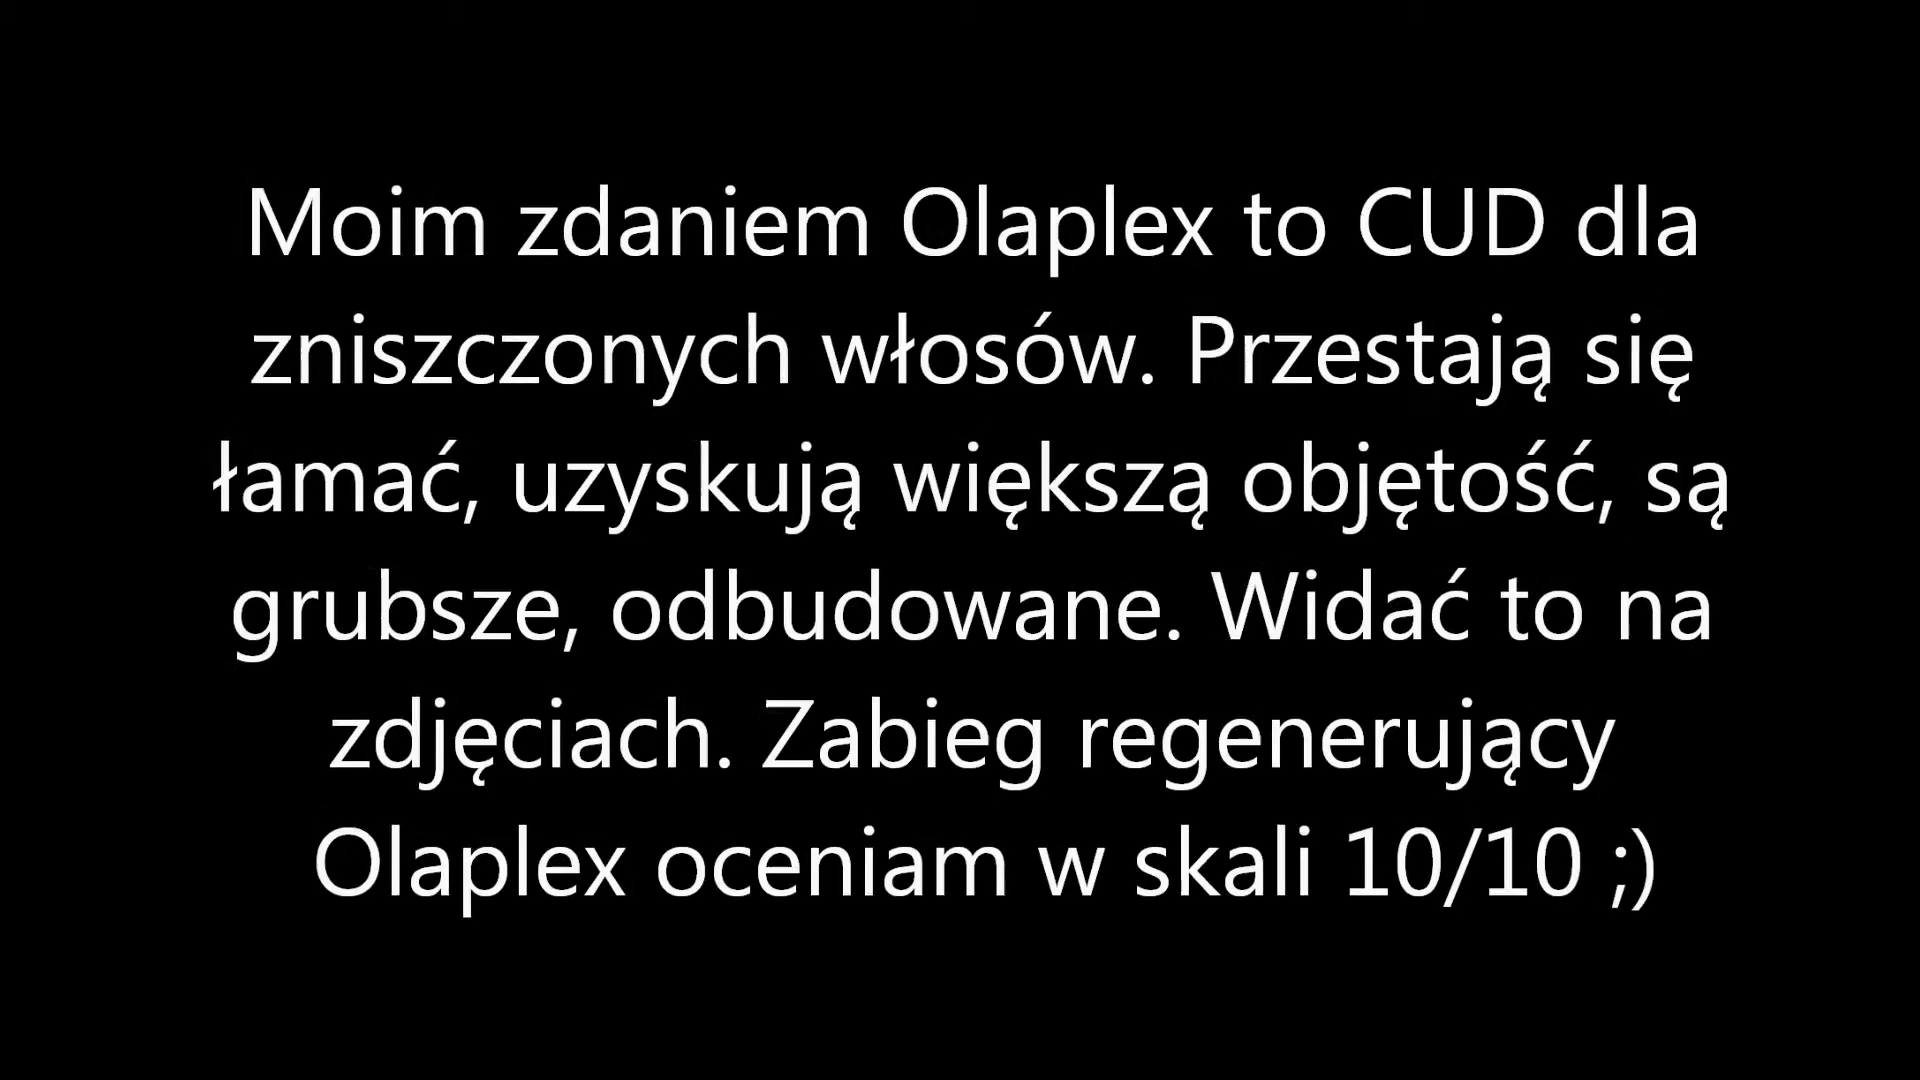 Moim zdaniem Olaplex to CUD dla
zniszczonych włosów. Przestają się
łamać, uzyskują większą objętość, są
grubsze, odbudowane. Widać to na
zdjęciach. Zabieg regenerujący
Olaplex oceniam w skali 10/10 ;)